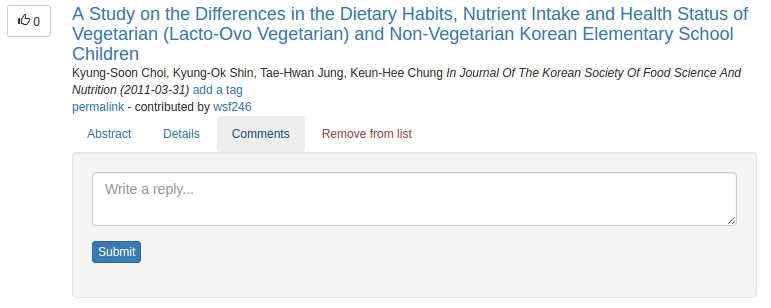 0
A Study on the Differences in the Dietary Habits, Nutrient Intake and Health Status of
Vegetarian (Lacto-Ovo Vegetarian) and Non-Vegetarian Korean Elementary School
Children
Kyung-Soon Choi, Kyung-Ok Shin, Tae-Hwan Jung, Keun-Hee Chung In Journal Of The Korean Society Of Food Science And
Nutrition (2011-03-31) add a tag
permalink - contributed by wsf246
Abstract Details Comments Remove from list
Write a reply...
Submit